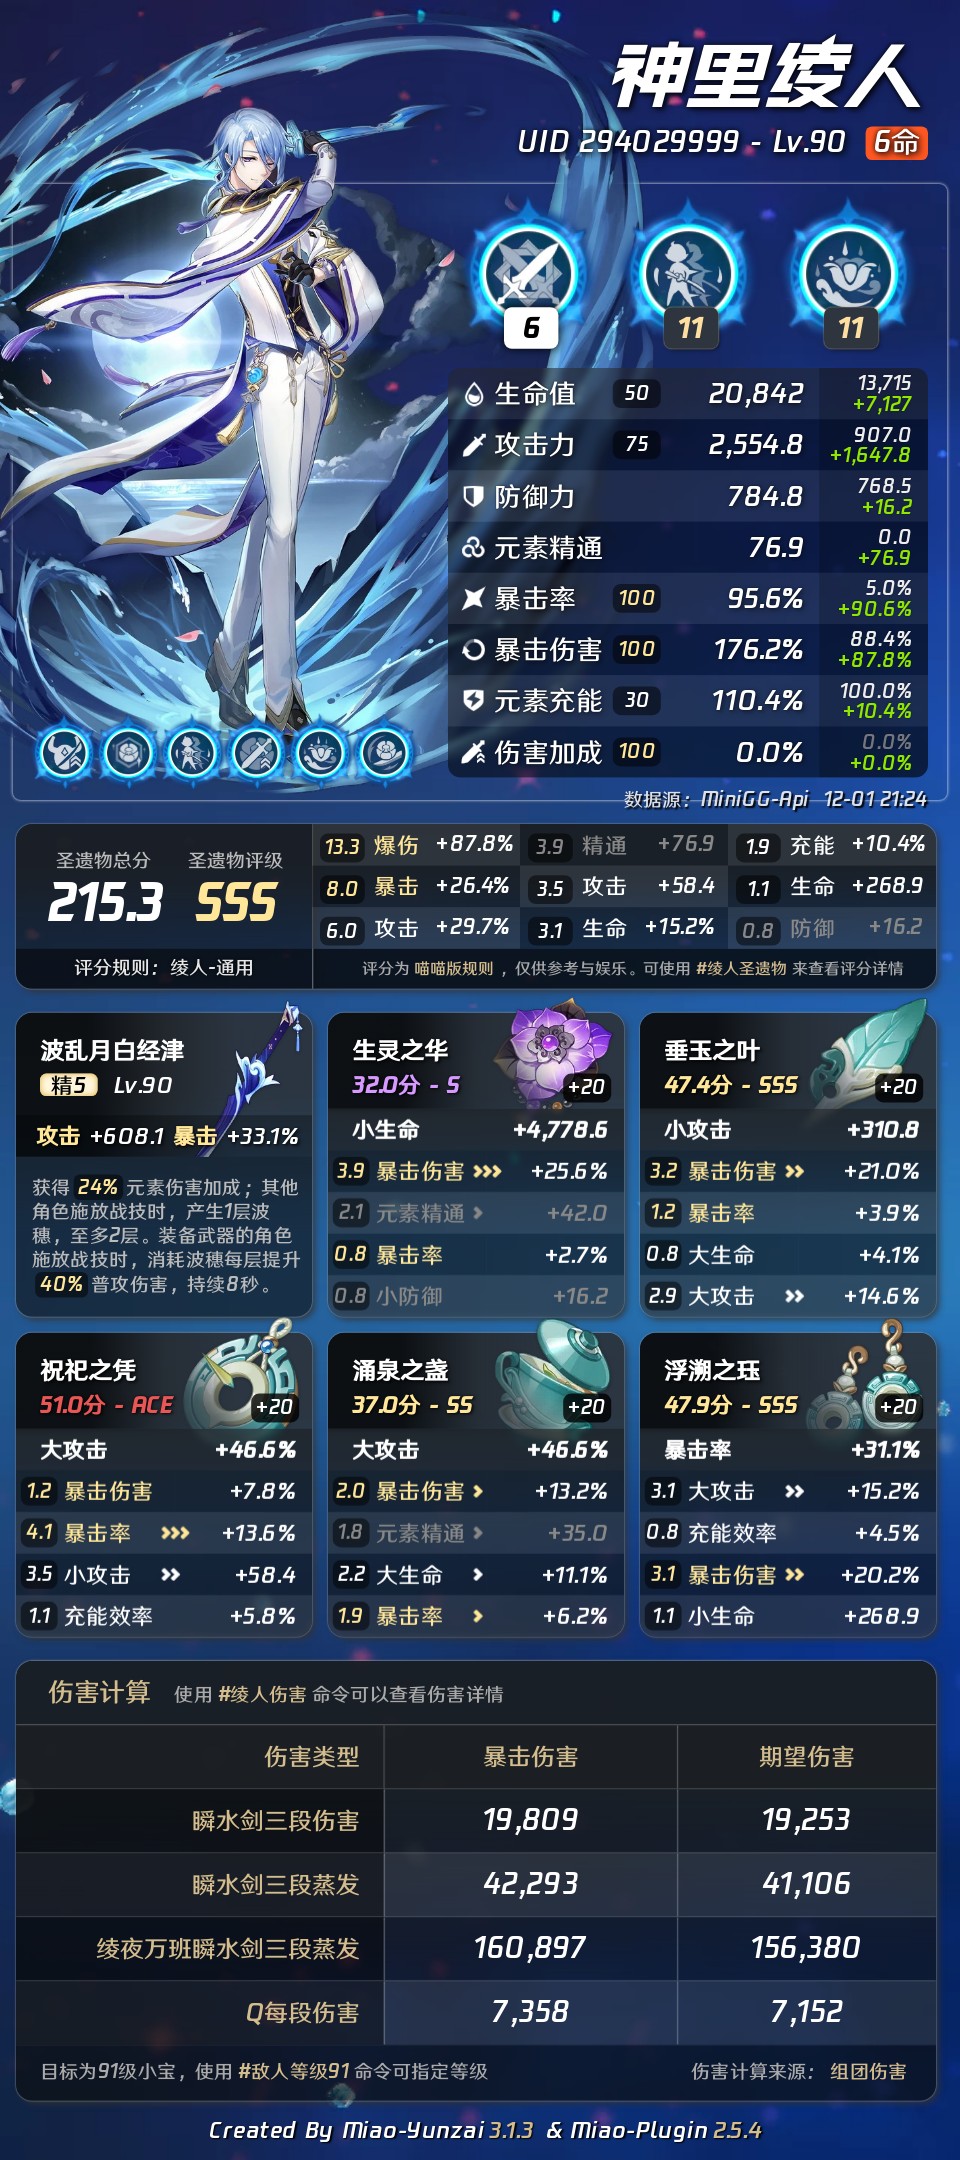 神里绫人
UID 294029999 - Lv.90 6命
6 11 11
生命值 50 20,842 13,715 +7,127
攻击力 75 2,554.8 907.0 +1,647.8
防御力 784.8 768.5 +16.2
元素精通 76.9 0.0 +76.9
暴击率 100 95.6% 5.0% +90.6%
暴击伤害 100 176.2% 88.4% +87.8%
元素充能 30 110.4% 100.0% +10.4%
伤害加成 100 0.0% 0.0% +0.0%
数据源：MiniGG-Api 12-01 21:24
圣遗物总分 圣遗物评级
215.3 SSS
评分规则：绫人-通用
13.3 爆伤 +87.8% 3.9 精通 +76.9 1.9 充能 +10.4%
8.0 暴击 +26.4% 3.5 攻击 +58.4 1.1 生命 +268.9
6.0 攻击 +29.7% 3.1 生命 +15.2% 0.8 防御 +16.2
评分为 喵喵版规则 ，仅供参考与娱乐。可使用 #绫人圣遗物 来查看评分详情
波乱月白经津
精5 Lv.90
攻击 +608.1 暴击 +33.1%
获得 24% 元素伤害加成；其他
角色施放战技时，产生1层波
穗，至多2层。装备武器的角色
施放战技时，消耗波穗每层提升
40% 普攻伤害，持续8秒。
生灵之华
32.0分 - S
+20
小生命 +4,778.6
3.9 暴击伤害 +25.6%
2.1 元素精通 +42.0
0.8 暴击率 +2.7%
0.8 小防御 +16.2
垂玉之叶
47.4分 - SSS
+20
小攻击 +310.8
3.2 暴击伤害 +21.0%
1.2 暴击率 +3.9%
0.8 大生命 +4.1%
2.9 大攻击 +14.6%
祝祀之凭
51.0分 - ACE
+20
大攻击 +46.6%
1.2 暴击伤害 +7.8%
4.1 暴击率 +13.6%
3.5 小攻击 +58.4
1.1 充能效率 +5.8%
涌泉之盏
37.0分 - SS
+20
大攻击 +46.6%
2.0 暴击伤害 +13.2%
1.8 元素精通 +35.0
2.2 大生命 +11.1%
1.9 暴击率 +6.2%
浮溯之珏
47.9分 - SSS
+20
暴击率 +31.1%
3.1 大攻击 +15.2%
0.8 充能效率 +4.5%
3.1 暴击伤害 +20.2%
1.1 小生命 +268.9
伤害计算 使用 #绫人伤害 命令可以查看伤害详情
伤害类型 暴击伤害 期望伤害
瞬水剑三段伤害 19,809 19,253
瞬水剑三段蒸发 42,293 41,106
绫夜万班瞬水剑三段蒸发 160,897 156,380
Q每段伤害 7,358 7,152
目标为91级小宝，使用 #敌人等级91 命令可指定等级
伤害计算来源： 组团伤害
Created By Miao-Yunzai 3.1.3 & Miao-Plugin 2.5.4